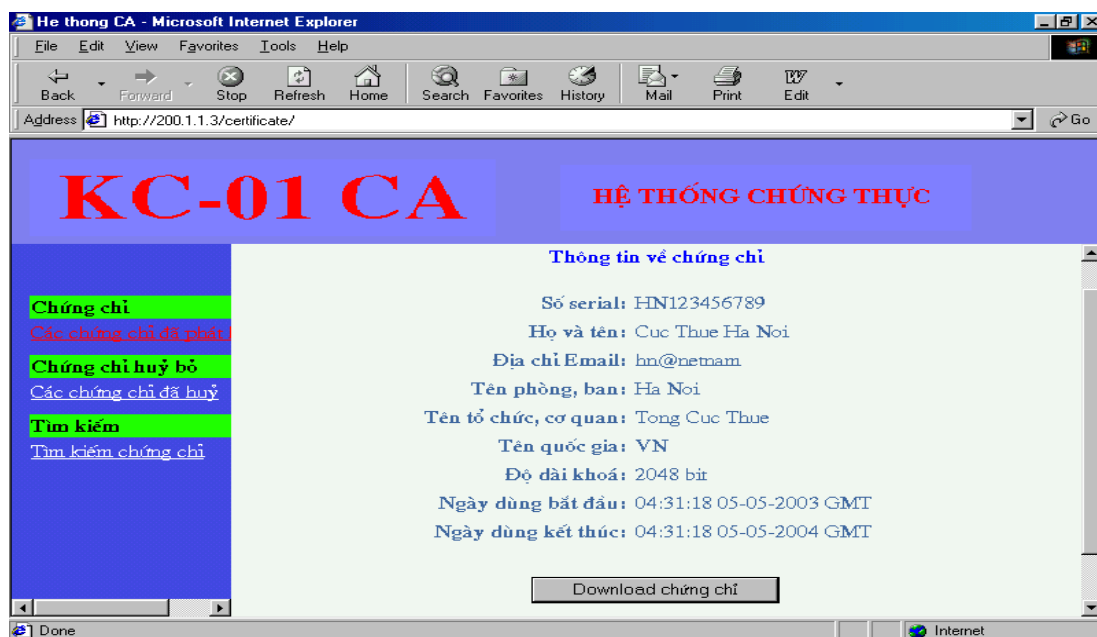 He thong CA - Microsoft Internet Explorer
File Edit View Favorites Tools Help
Back Forward Stop Refresh Home Search Favorites History Mail Print Edit
Address http://200.1.1.3/certificate/ Go
KC-01 CA
HỆ THỐNG CHỨNG THỰC
Chứng chỉ
Các chứng chỉ đã phát
Chứng chỉ huỷ bỏ
Các chứng chỉ đã huỷ
Tìm kiếm
Tìm kiếm chứng chỉ
Thông tin về chứng chỉ
Số serial: HN123456789
Họ và tên: Cuc Thue Ha Noi
Địa chỉ Email: hn@netnam
Tên phòng, ban: Ha Noi
Tên tổ chức, cơ quan: Tong Cuc Thue
Tên quốc gia: VN
Độ dài khoá: 2048 bit
Ngày dùng bắt đầu: 04:31:18 05-05-2003 GMT
Ngày dùng kết thúc: 04:31:18 05-05-2004 GMT
Download chứng chỉ
Done Internet